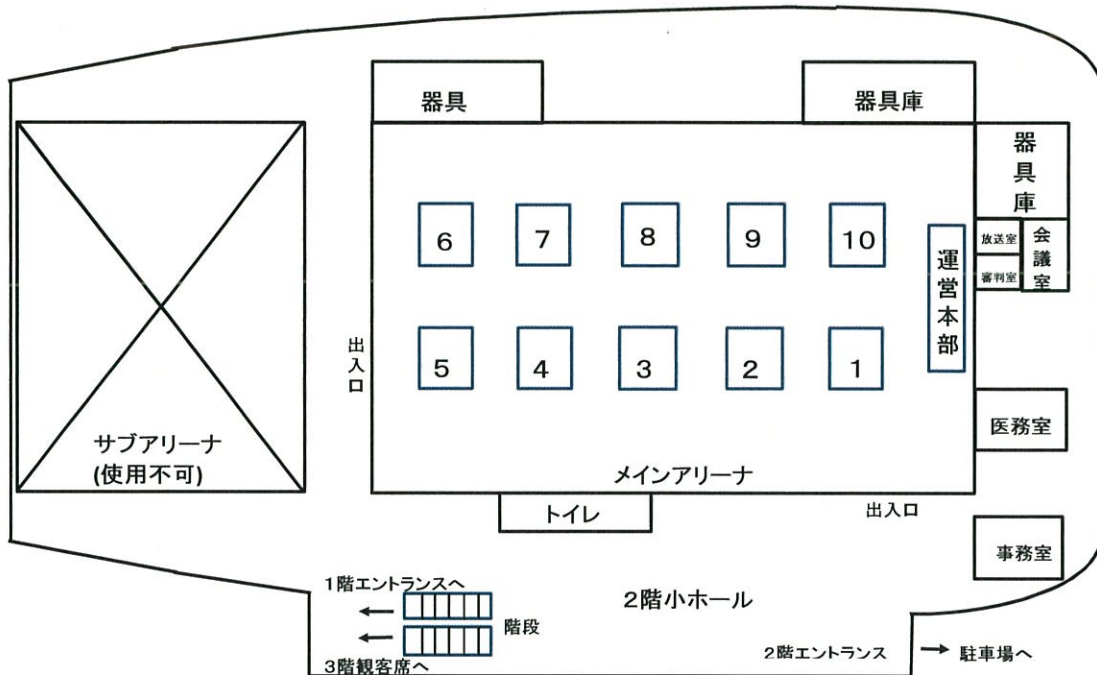 器具
器具庫
器具庫
放送室
会議室
審判室
6
7
8
9
10
運営本部
5
4
3
2
1
出入口
医務室
サブアリーナ
(使用不可)
メインアリーナ
トイレ
出入口
事務室
1階エントランスへ
2階小ホール
階段
3階観客席へ
2階エントランス
駐車場へ